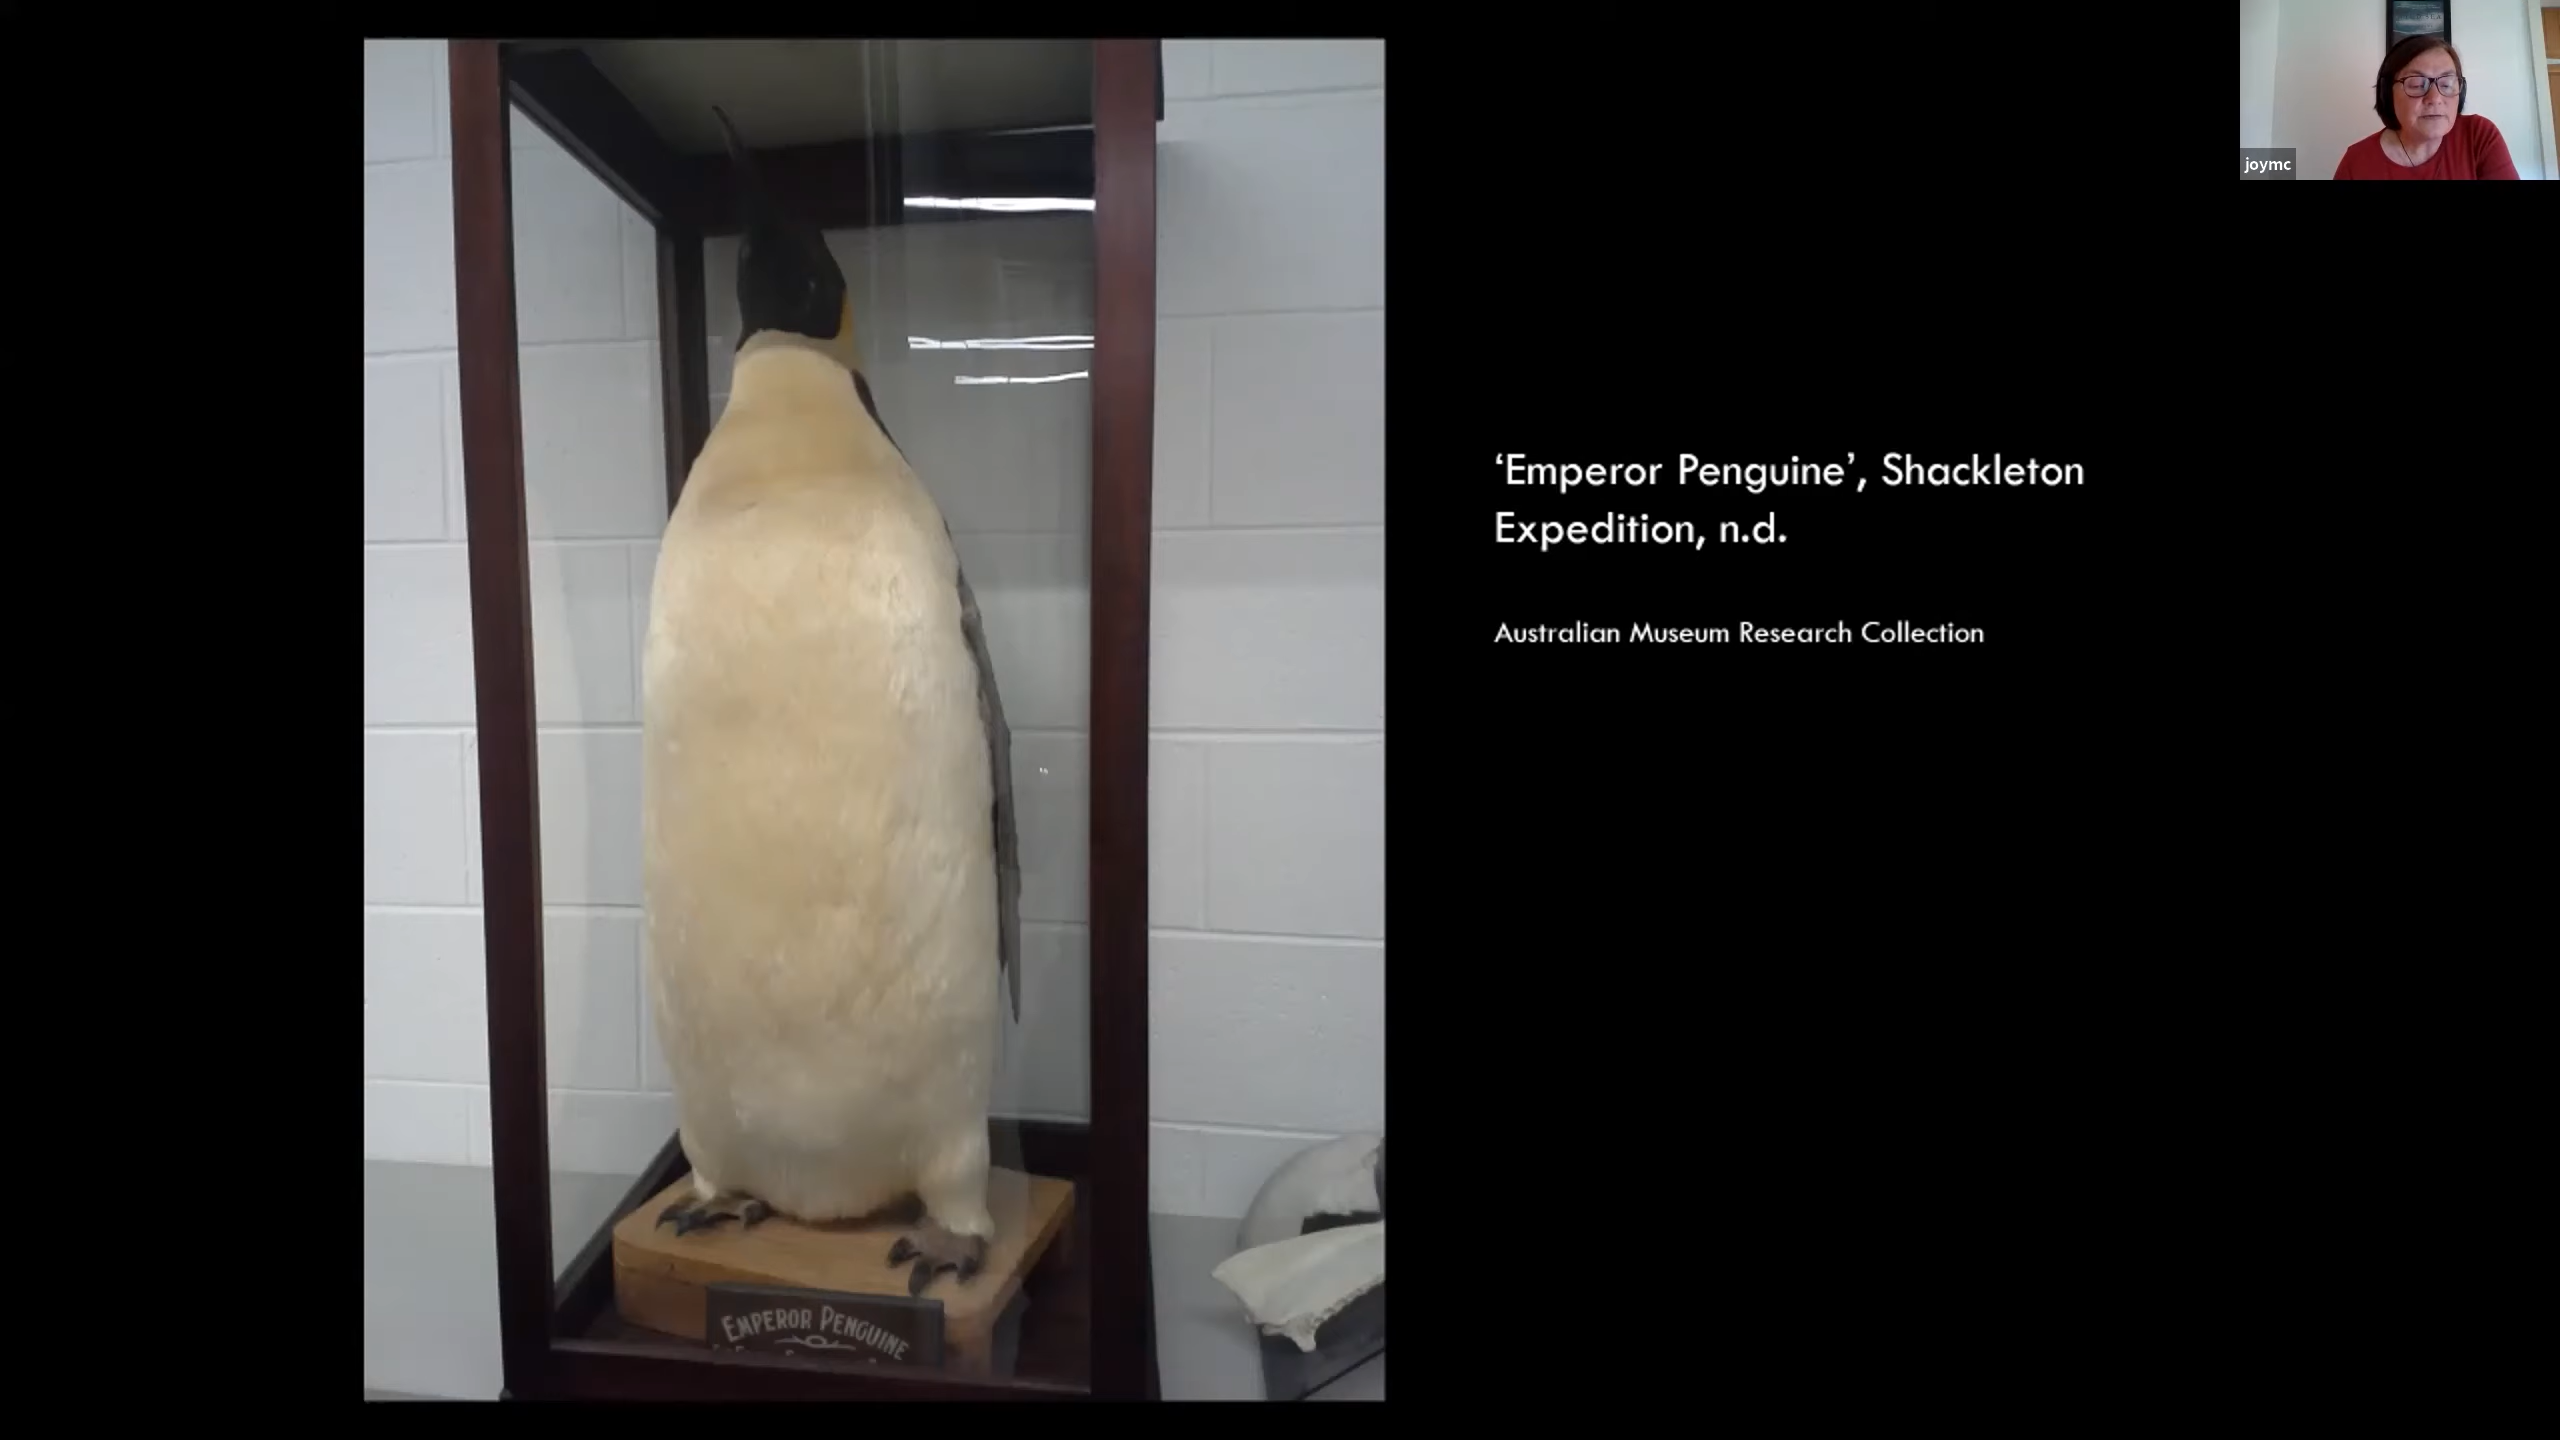 joymc
‘Emperor Penguine’, Shackleton
Expedition, n.d.
Australian Museum Research Collection
EMPEROR PENGUINE